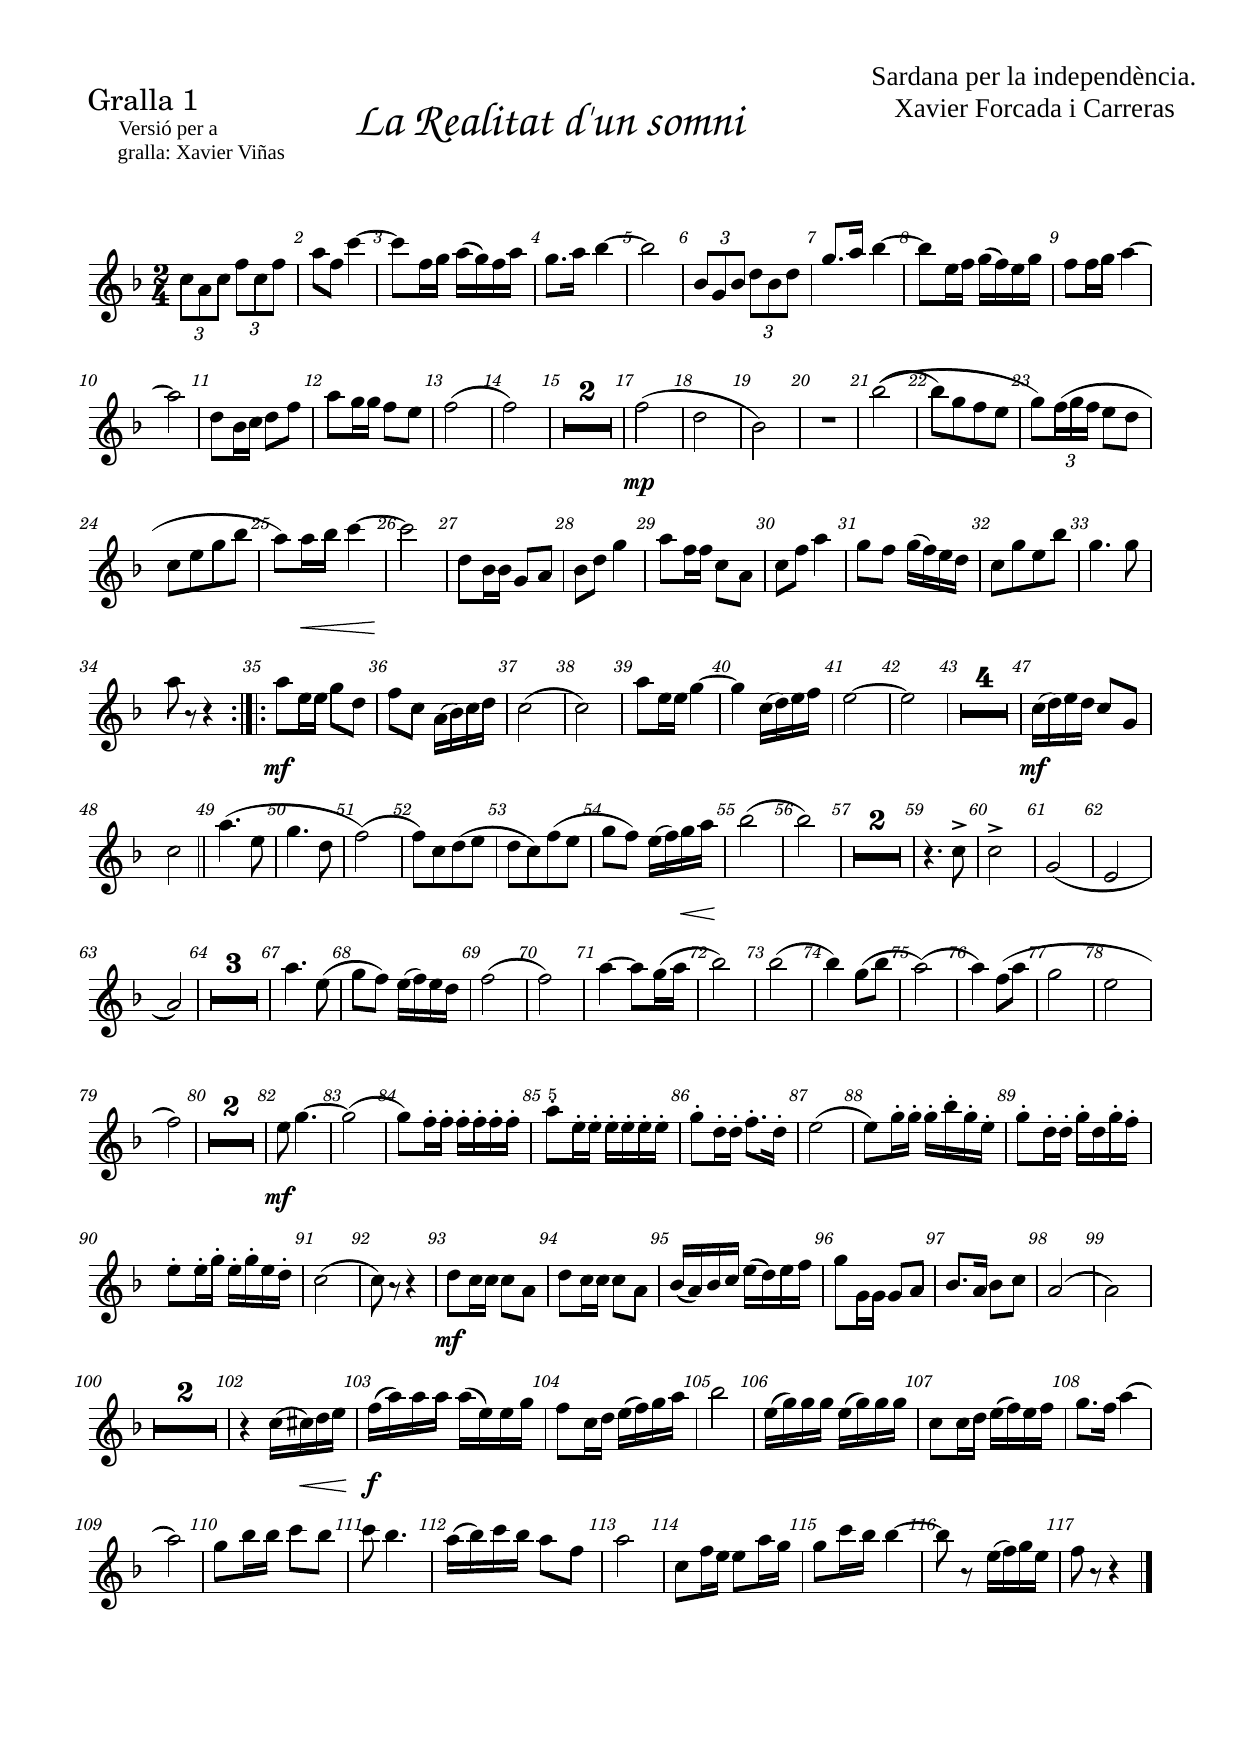 Sardana per la independència.
Xavier Forcada i Carreras
Gralla 1
Versió per a
gralla: Xavier Viñas
La Realitat d'un somni
2 3 4 5 6 3 7 8 9
2
4
3 3 3
10 11 12 13 14 15 2 17 18 19 20 21 22 23
3
mp
24 25 26 27 28 29 30 31 32 33
34 35 36 37 38 39 40 41 42 43 4 47
mf mf
48 49 50 51 52 53 54 55 56 57 2 59 60 61 62
63 64 3 67 68 69 70 71 72 73 74 75 76 77 78
79 80 2 82 83 84 85 5 86 87 88 89
mf
90 91 92 93 94 95 96 97 98 99
mf
100 2 102 103 104 105 106 107 108
f
109 110 111 112 113 114 115 116 117